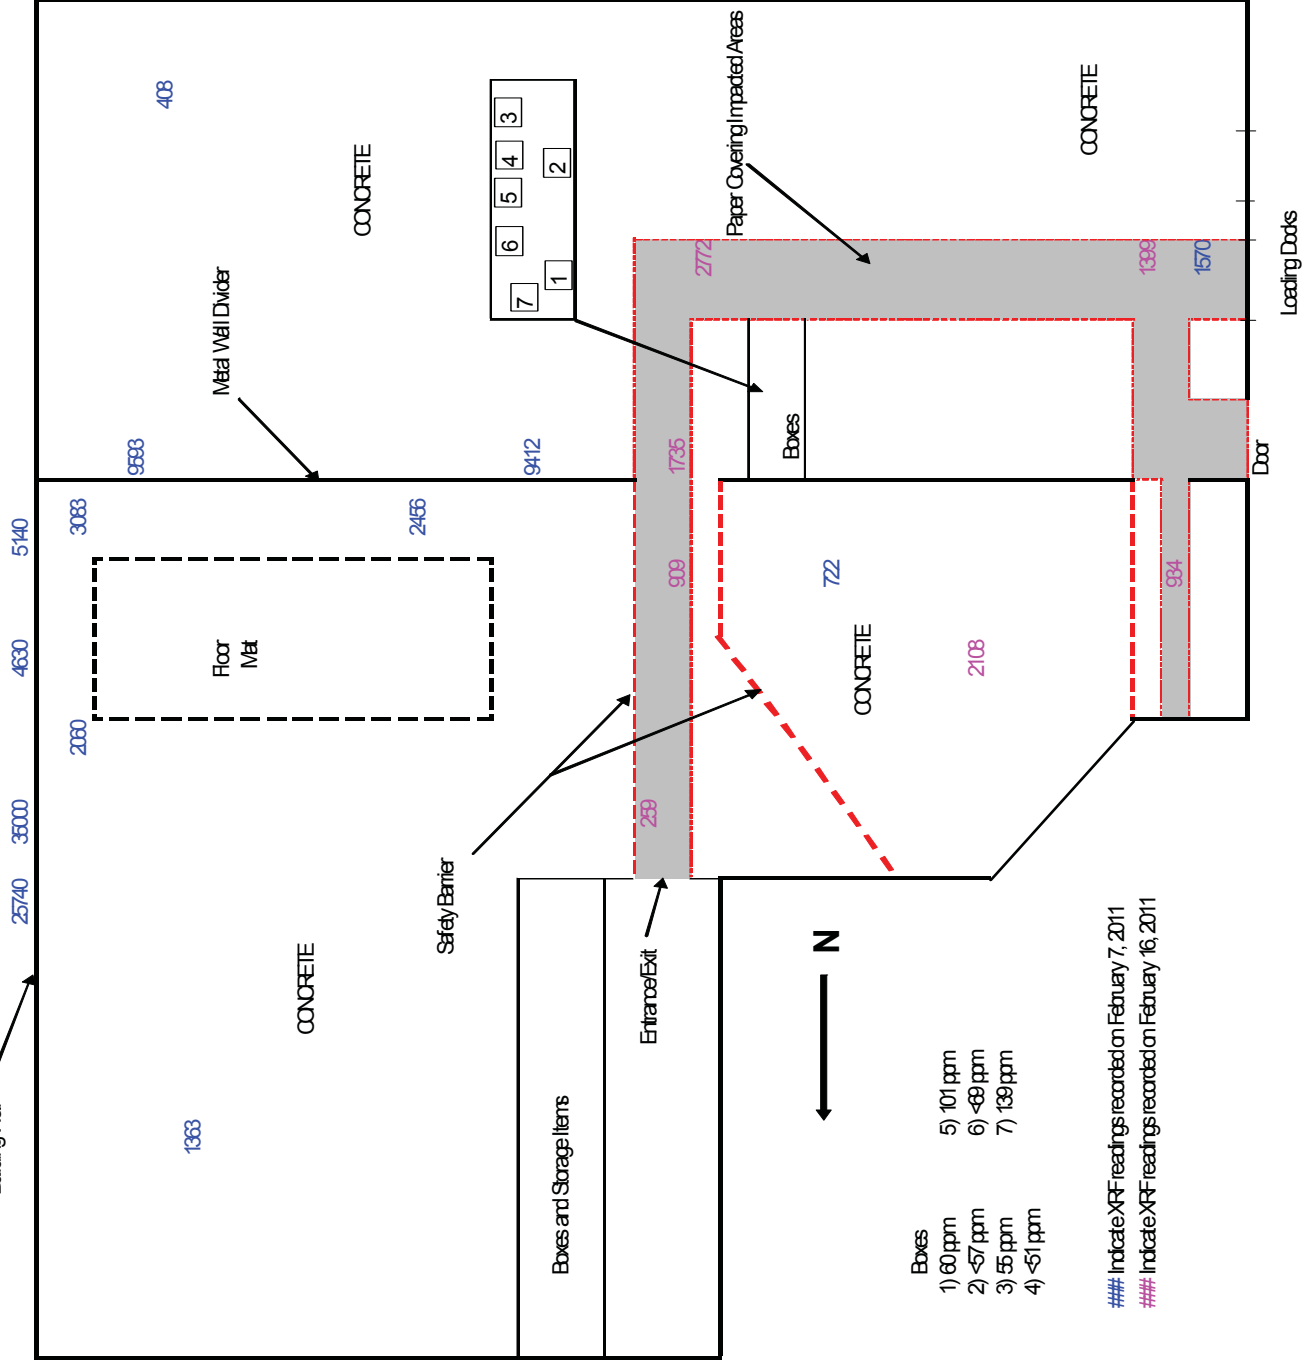 408
CONCRETE
Metal Wall Divider
9593
9412
3
4
5
6
2
1
7
Paper Covering Impacted Areas
CONCRETE
2772
1399
1570
Loading Docks
1735
Boxes
Door
5140
3083
2456
4630
Floor
Mat
2060
909
722
CONCRETE
2108
934
35000
25740
259
Safety Barrier
CONCRETE
Entrance/Exit
N
1363
Boxes and Storage Items
Boxes
1) 60 ppm
2) <57 ppm
3) 55 ppm
4) <51 ppm
5) 101 ppm
6) <69 ppm
7) 139 ppm
### Indicate XRF readings recorded on February 7, 2011
### Indicate XRF readings recorded on February 16, 2011